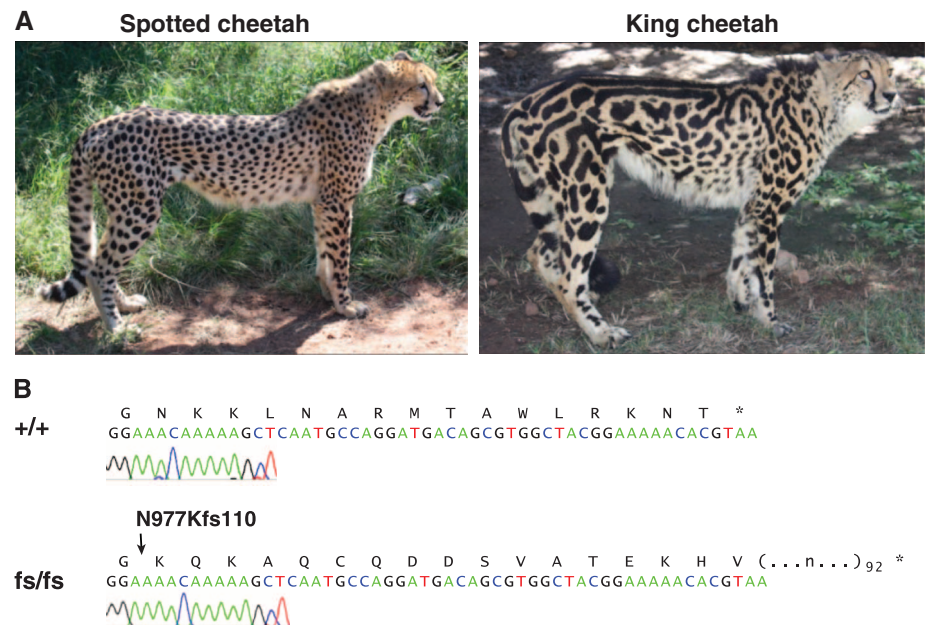 A
Spotted cheetah
King cheetah
B
G N K K L N A R M T A W L R K N T *
+/+
GGAAACAAAAAGCTCAATGCCAGGATGACAGCGTGGCTACGGAAAAACACGTAA
N977Kfs110
G K Q K A Q C Q D D S V A T E K H V (...n...)92 *
fs/fs
GGAAAACAAAAAGCTCAATGCCAGGATGACAGCGTGGCTACGGAAAAACACGTAA